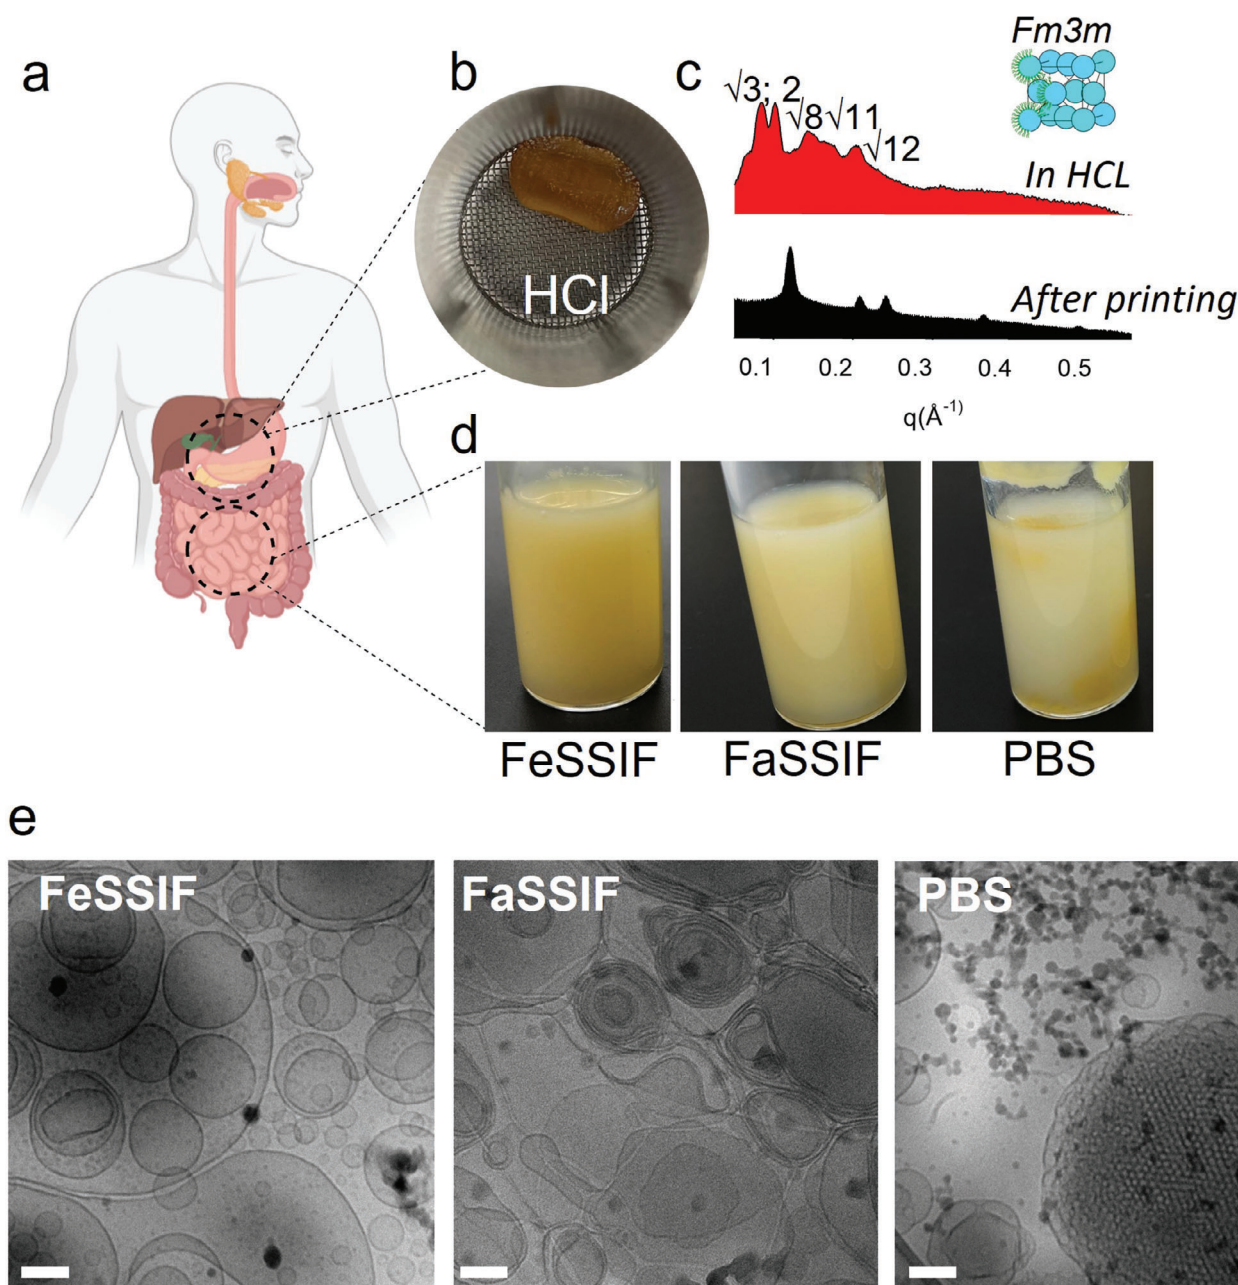 a
b
c
Fm3m
√3; 2
√8√11
√12
In HCL
HCl
After printing
0.1 0.2 0.3 0.4 0.5
q(Å⁻¹)
d
FeSSIF FaSSIF PBS
e
FeSSIF FaSSIF PBS